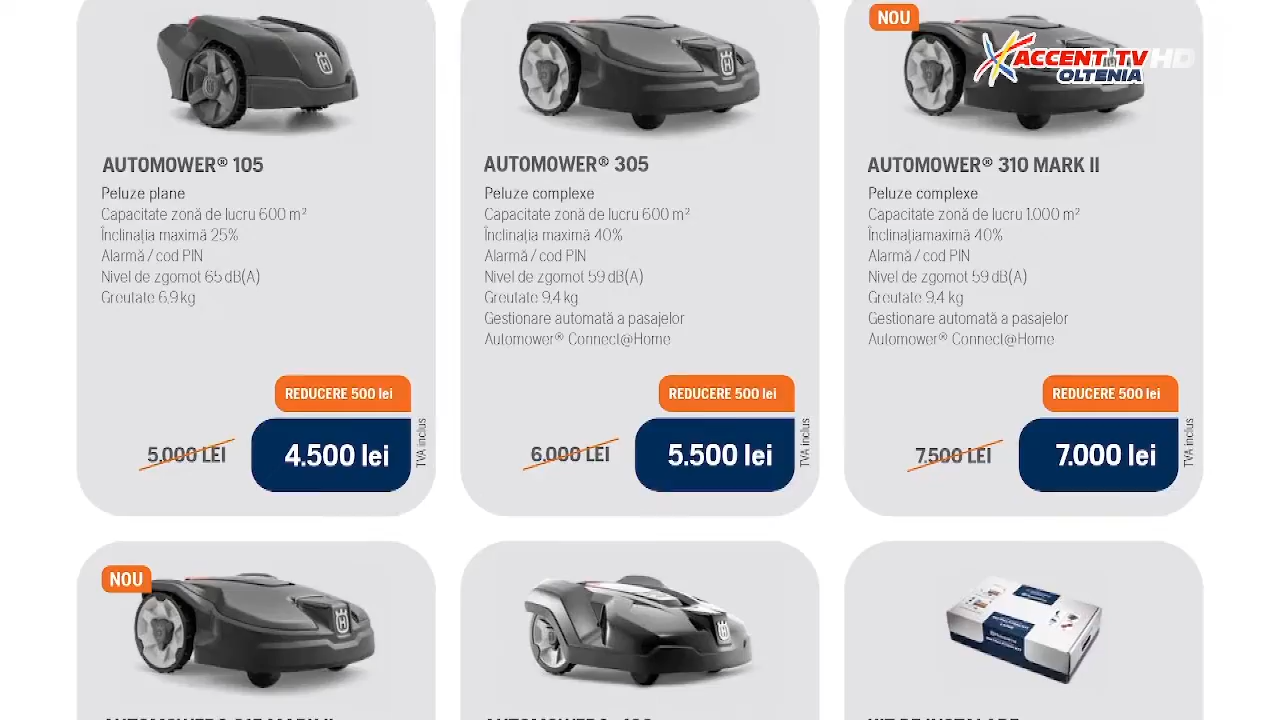 NOU
ACCENT TV HD
OLTENIA
AUTOMOWER® 105
Peluze plane
Capacitate zonă de lucru 600 m²
Înclinația maximă 25%
Alarmă / cod PIN
Nivel de zgomot 65 dB(A)
Greutate 6,9 kg
REDUCERE 500 lei
5.000 LEI
4.500 lei
TVA inclus
AUTOMOWER® 305
Peluze complexe
Capacitate zonă de lucru 600 m²
Înclinația maximă 40%
Alarmă / cod PIN
Nivel de zgomot 59 dB(A)
Greutate 9,4 kg
Gestionare automată a pasajelor
Automower® Connect@Home
REDUCERE 500 lei
6.000 LEI
5.500 lei
TVA inclus
AUTOMOWER® 310 MARK II
Peluze complexe
Capacitate zonă de lucru 1.000 m²
Înclinațiamaximă 40%
Alarmă / cod PIN
Nivel de zgomot 59 dB(A)
Greutate 9,4 kg
Gestionare automată a pasajelor
Automower® Connect@Home
REDUCERE 500 lei
7.500 LEI
7.000 lei
TVA inclus
NOU